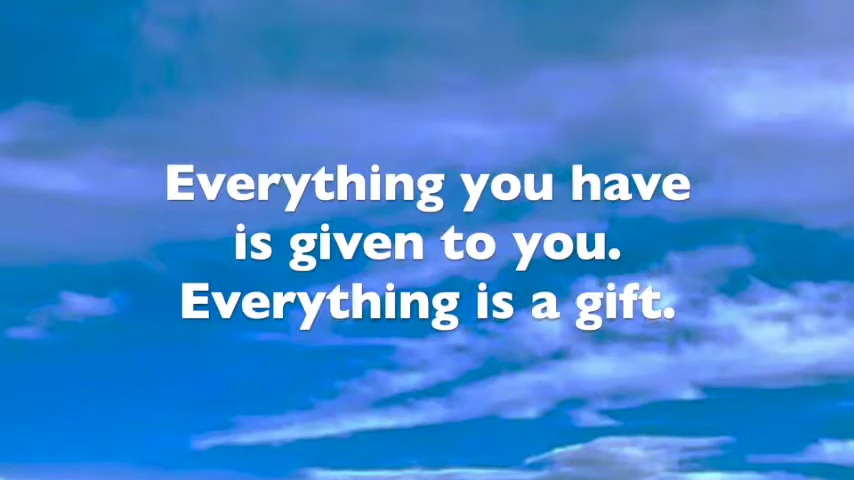 Everything you have
is given to you.
Everything is a gift.